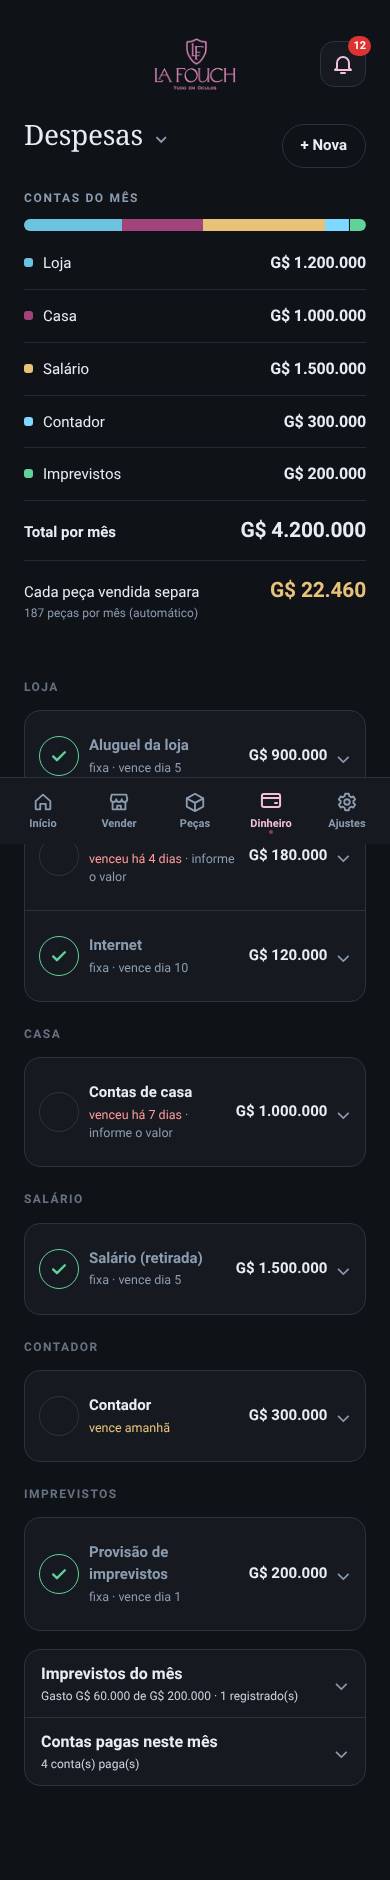 LA FOUCH
TUDO EM ÓCULOS
12
Despesas
+ Nova
CONTAS DO MÊS
Loja G$ 1.200.000
Casa G$ 1.000.000
Salário G$ 1.500.000
Contador G$ 300.000
Imprevistos G$ 200.000
Total por mês G$ 4.200.000
Cada peça vendida separa G$ 22.460
187 peças por mês (automático)
LOJA
Aluguel da loja G$ 900.000
fixa · vence dia 5
Início Vender Peças Dinheiro Ajustes
venceu há 4 dias · informe G$ 180.000
o valor
Internet G$ 120.000
fixa · vence dia 10
CASA
Contas de casa
venceu há 7 dias · G$ 1.000.000
informe o valor
SALÁRIO
Salário (retirada) G$ 1.500.000
fixa · vence dia 5
CONTADOR
Contador G$ 300.000
vence amanhã
IMPREVISTOS
Provisão de
imprevistos G$ 200.000
fixa · vence dia 1
Imprevistos do mês
Gasto G$ 60.000 de G$ 200.000 · 1 registrado(s)
Contas pagas neste mês
4 conta(s) paga(s)